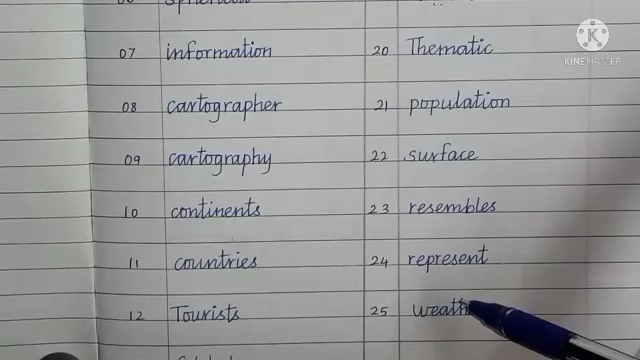 07 information 20 Thematic
08 cartographer 21 population
09 cartography 22 surface
10 continents 23 resembles
11 countries 24 represent
12 Tourists 25
KINEMASTER